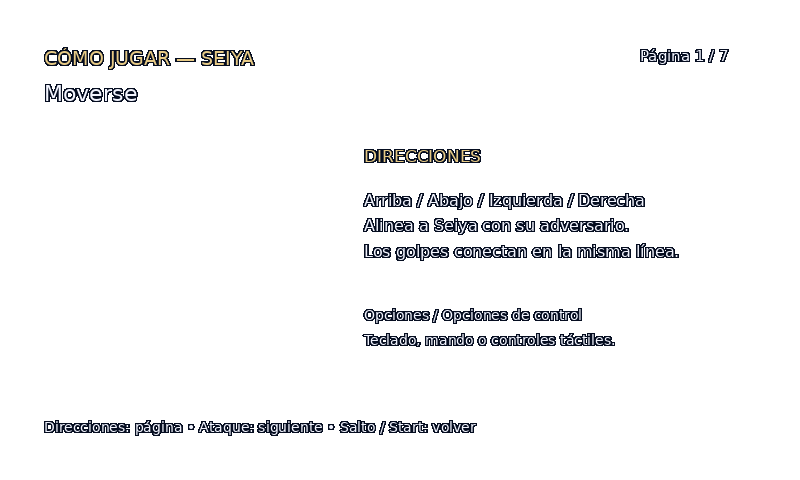 CÓMO JUGAR — SEIYA
Página 1 / 7
Moverse
DIRECCIONES
Arriba / Abajo / Izquierda / Derecha
Alinea a Seiya con su adversario.
Los golpes conectan en la misma línea.
Opciones / Opciones de control
Teclado, mando o controles táctiles.
Direcciones: página • Ataque: siguiente • Salto / Start: volver